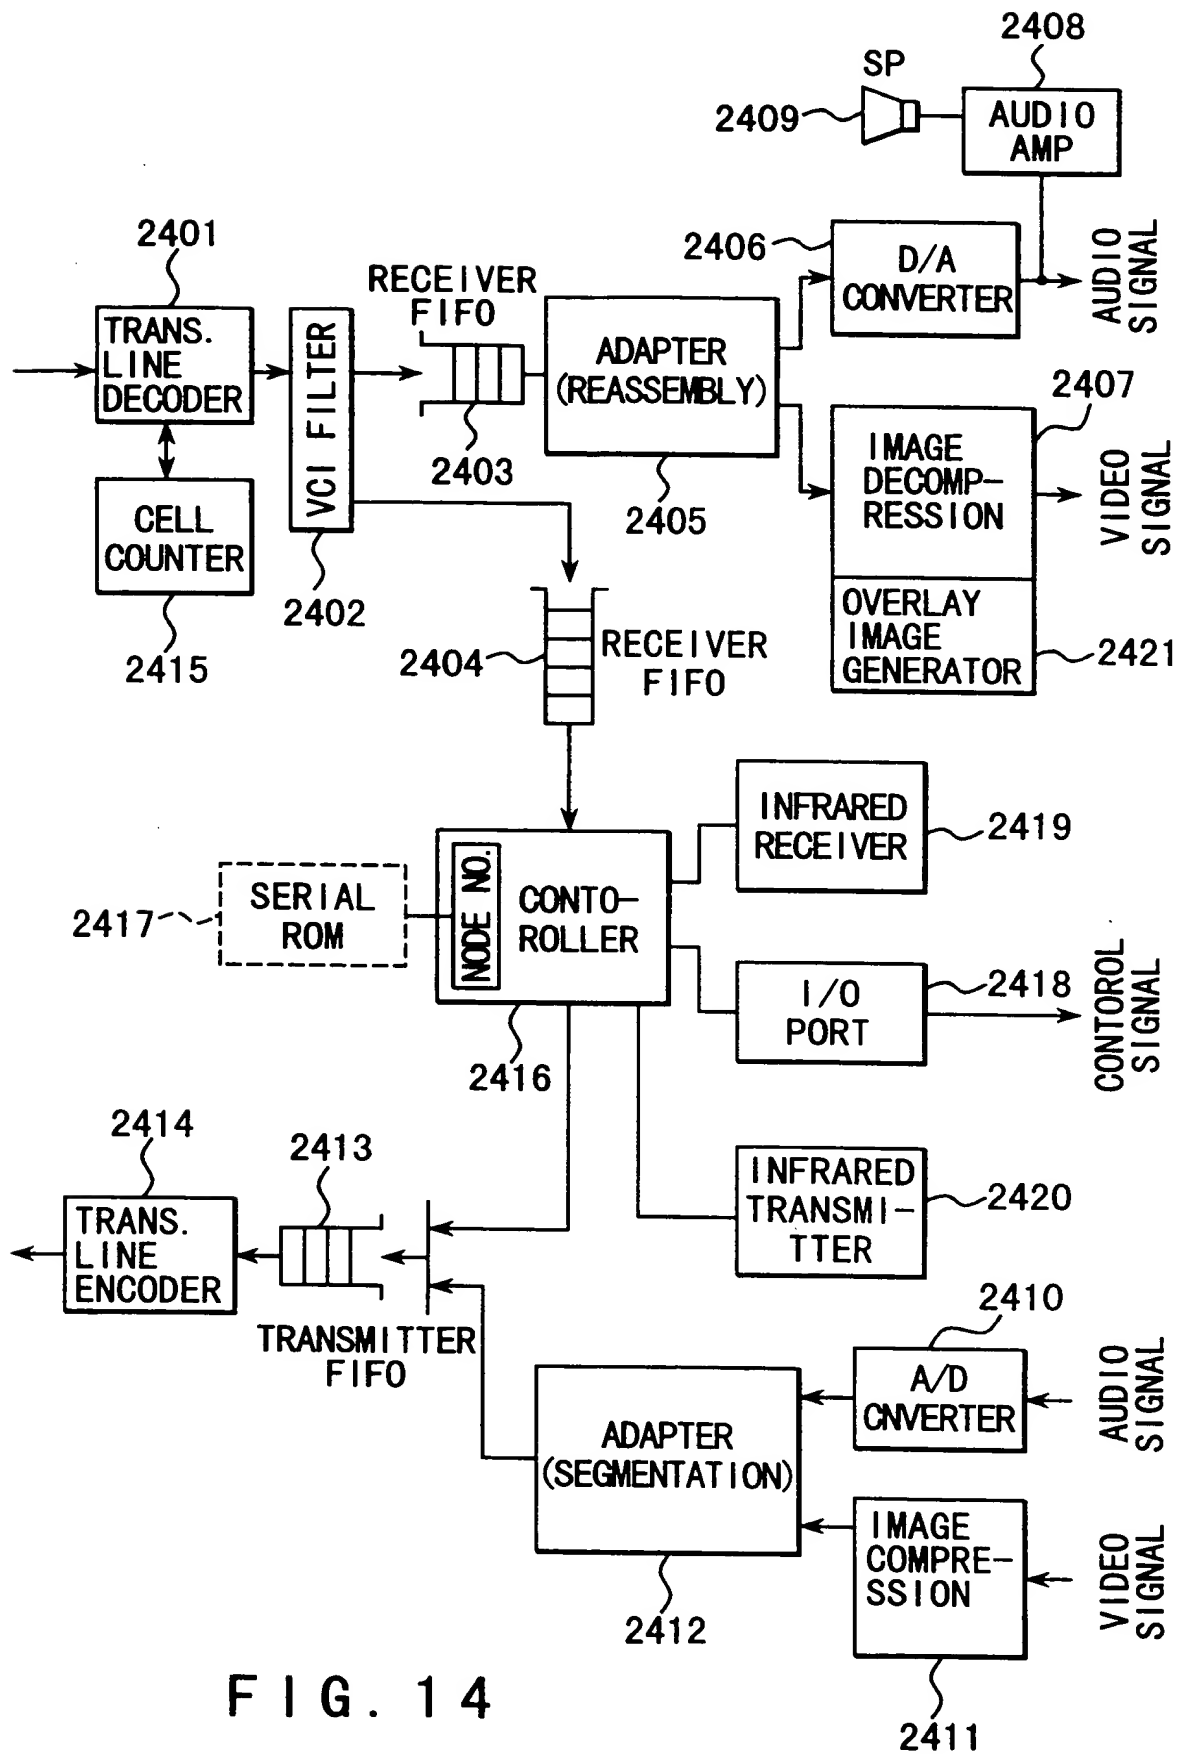 2408
SP
2409
AUDIO
AMP
2401
2406
D/A
CONVERTER
AUDIO
SIGNAL
RECEIVER
FIFO
TRANS.
LINE
DECODER
VCI FILTER
ADAPTER
(REASSEMBLY)
2407
2403
2405
IMAGE
DECOMP-
RESSION
VIDEO
SIGNAL
CELL
COUNTER
2402
2415
2404
RECEIVER
FIFO
OVERLAY
IMAGE
GENERATOR
2421
INFRARED
RECEIVER
2419
2417
SERIAL
ROM
NODE NO.
CONTO-
ROLLER
2416
I/O
PORT
2418
CONTOROL
SIGNAL
2414
2413
INFRARED
TRANSMI-
TTER
2420
TRANS.
LINE
ENCODER
TRANSMITTER
FIFO
2410
A/D
CNVERTER
AUDIO
SIGNAL
ADAPTER
(SEGMENTATION)
2412
IMAGE
COMPRE-
SSION
VIDEO
SIGNAL
2411
FIG. 14